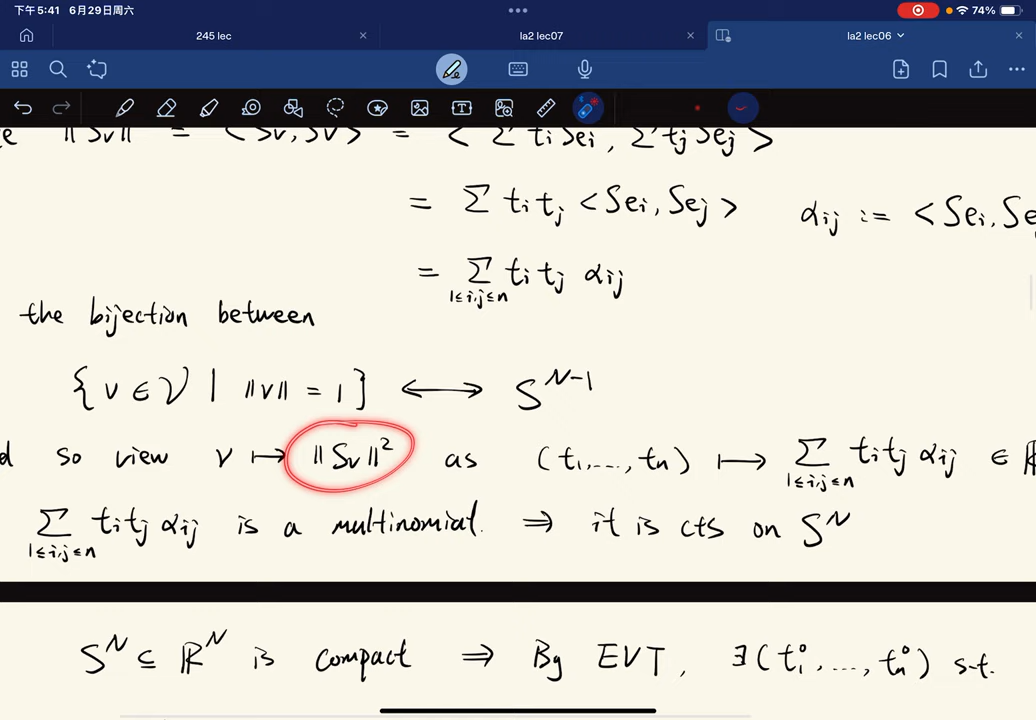 下午5:41 6月29日周六
74%
245 lec
la2 lec07
la2 lec06
‖Sv‖ = <Sv, Sv> = < Σ tᵢSeᵢ, Σ tⱼSeⱼ >
= Σ tᵢtⱼ <Seᵢ, Seⱼ> αᵢⱼ := <Seᵢ, Se
= Σ tᵢtⱼ αᵢⱼ
1≤i,j≤n
the bijection between
{ v ∈ V | ‖v‖ = 1 } ⟷ S^{N-1}
so view v ↦ ‖Sv‖² as (t₁,...,tₙ) ↦ Σ tᵢtⱼ αᵢⱼ ∈ ℝ
1≤i,j≤n
Σ tᵢtⱼ αᵢⱼ is a multinomial. ⇒ it is cts on S^N
1≤i,j≤n
S^N ⊆ ℝ^N is compact ⇒ By EVT, ∃(t₁°,...,tₙ°) s.t.